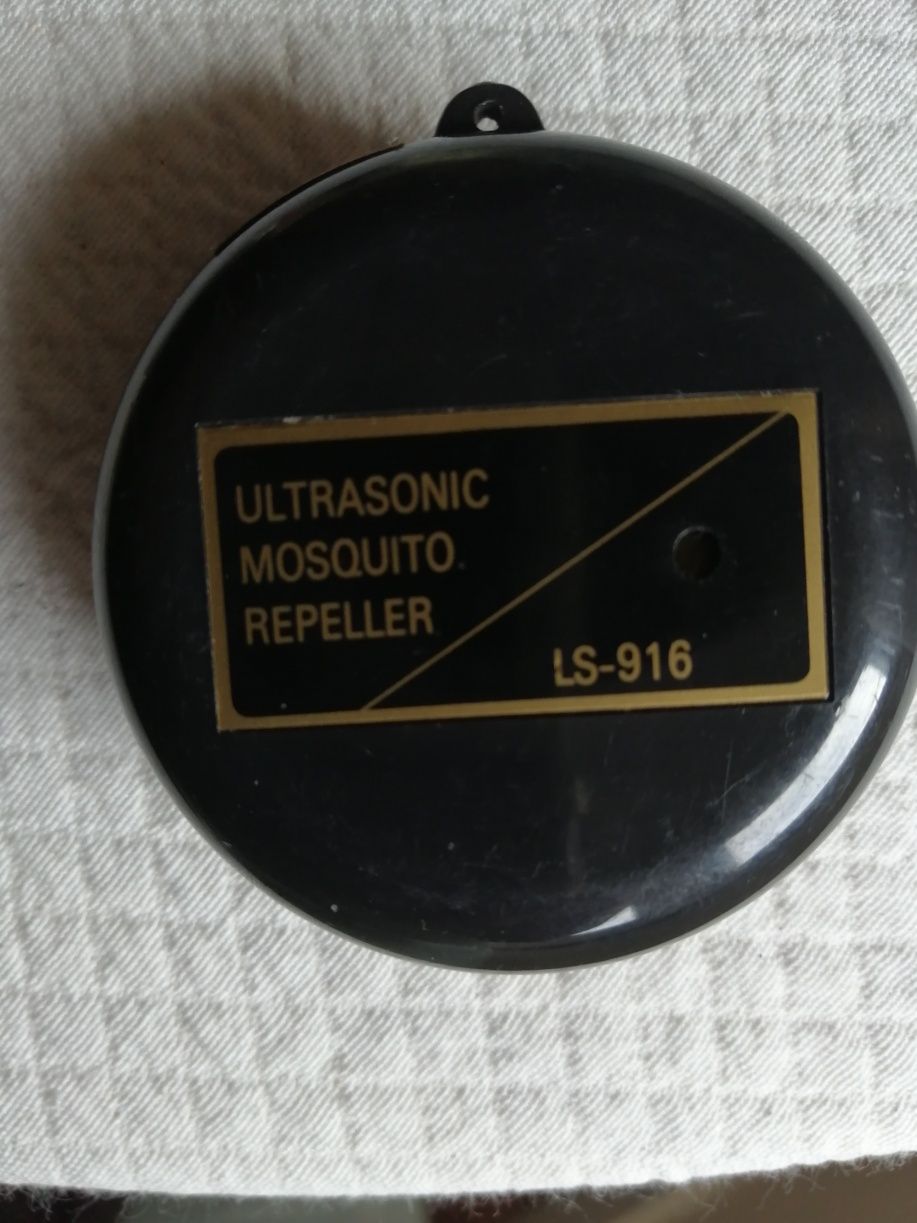 ULTRASONIC
MOSQUITO
REPELLER
LS-916